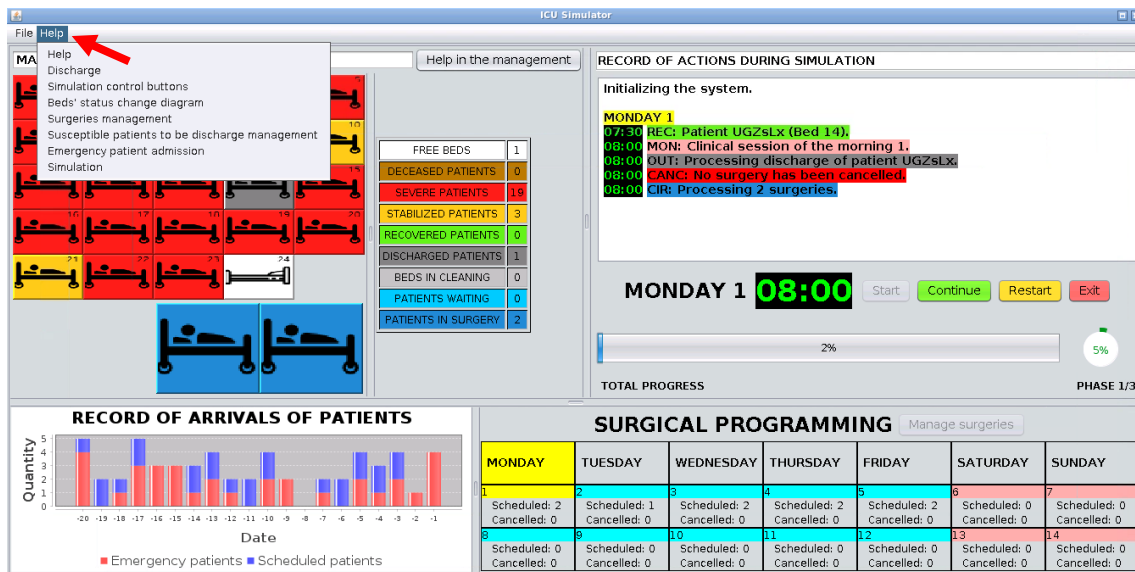 ICU Simulator
File Help
MA
Help in the management
RECORD OF ACTIONS DURING SIMULATION
Help
Discharge
Simulation control buttons
Beds' status change diagram
Surgeries management
Susceptible patients to be discharge management
Emergency patient admission
Simulation
Initializing the system.
MONDAY 1
07:30 REC: Patient UGZsLx (Bed 14).
08:00 MON: Clinical session of the morning 1.
08:00 OUT: Processing discharge of patient UGZsLx.
08:00 CANC: No surgery has been cancelled.
08:00 CIR: Processing 2 surgeries.
5
10
15
16 17 18 19 20
21 22 23 24
FREE BEDS 1
DECEASED PATIENTS 0
SEVERE PATIENTS 19
STABILIZED PATIENTS 3
RECOVERED PATIENTS 0
DISCHARGED PATIENTS 1
BEDS IN CLEANING 0
PATIENTS WAITING 0
PATIENTS IN SURGERY 2
MONDAY 1 08:00 Start Continue Restart Exit
2%
5%
TOTAL PROGRESS PHASE 1/3
RECORD OF ARRIVALS OF PATIENTS
Quantity
5
4
3
2
1
0
-20 -19 -18 -17 -16 -15 -14 -13 -12 -11 -10 -9 -8 -7 -6 -5 -4 -3 -2 -1
Date
Emergency patients Scheduled patients
SURGICAL PROGRAMMING Manage surgeries
MONDAY TUESDAY WEDNESDAY THURSDAY FRIDAY SATURDAY SUNDAY
1 2 3 4 5 6 7
Scheduled: 2 Scheduled: 1 Scheduled: 2 Scheduled: 2 Scheduled: 2 Scheduled: 0 Scheduled: 0
Cancelled: 0 Cancelled: 0 Cancelled: 0 Cancelled: 0 Cancelled: 0 Cancelled: 0 Cancelled: 0
8 9 10 11 12 13 14
Scheduled: 0 Scheduled: 0 Scheduled: 0 Scheduled: 0 Scheduled: 0 Scheduled: 0 Scheduled: 0
Cancelled: 0 Cancelled: 0 Cancelled: 0 Cancelled: 0 Cancelled: 0 Cancelled: 0 Cancelled: 0